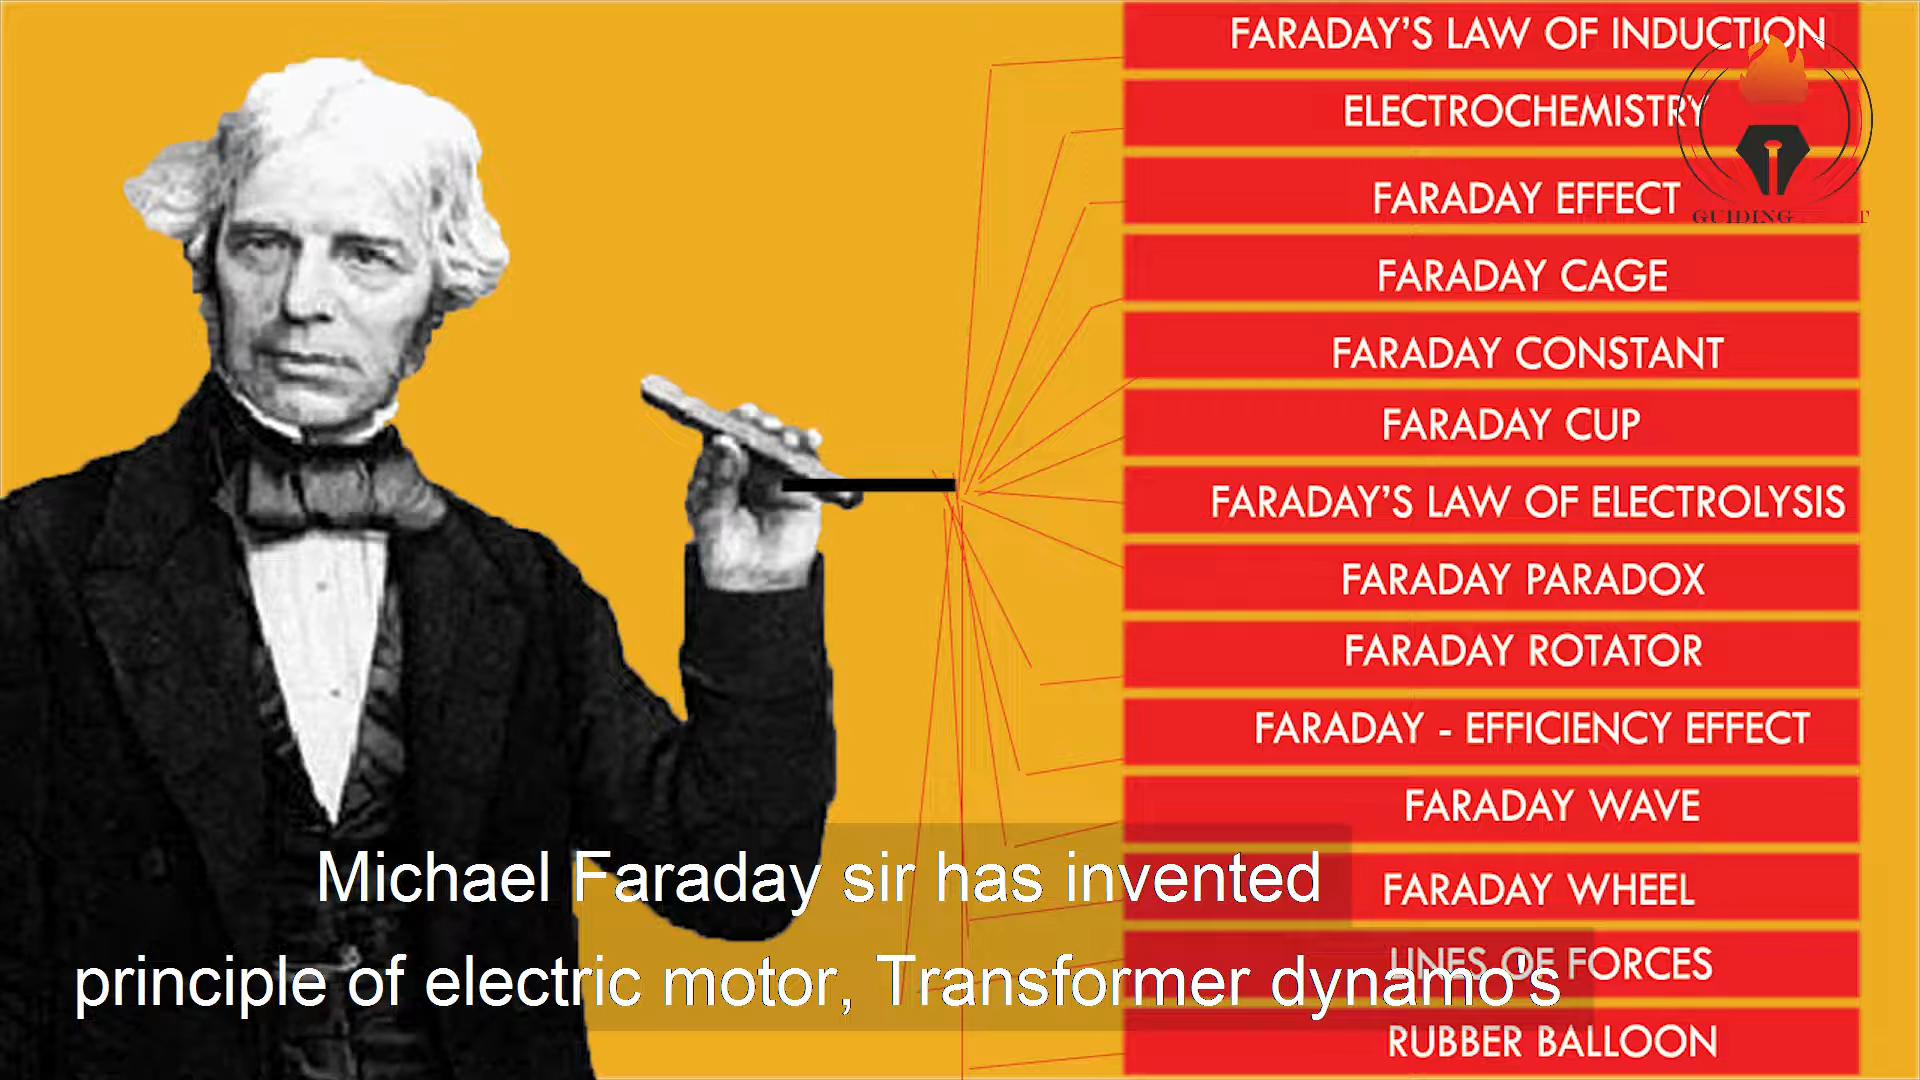 FARADAY'S LAW OF INDUCTION
ELECTROCHEMISTRY
FARADAY EFFECT
GUIDING
FARADAY CAGE
FARADAY CONSTANT
FARADAY CUP
FARADAY'S LAW OF ELECTROLYSIS
FARADAY PARADOX
FARADAY ROTATOR
FARADAY - EFFICIENCY EFFECT
FARADAY WAVE
FARADAY WHEEL
LINES OF FORCES
RUBBER BALLOON
Michael Faraday sir has invented
principle of electric motor, Transformer dynamo's